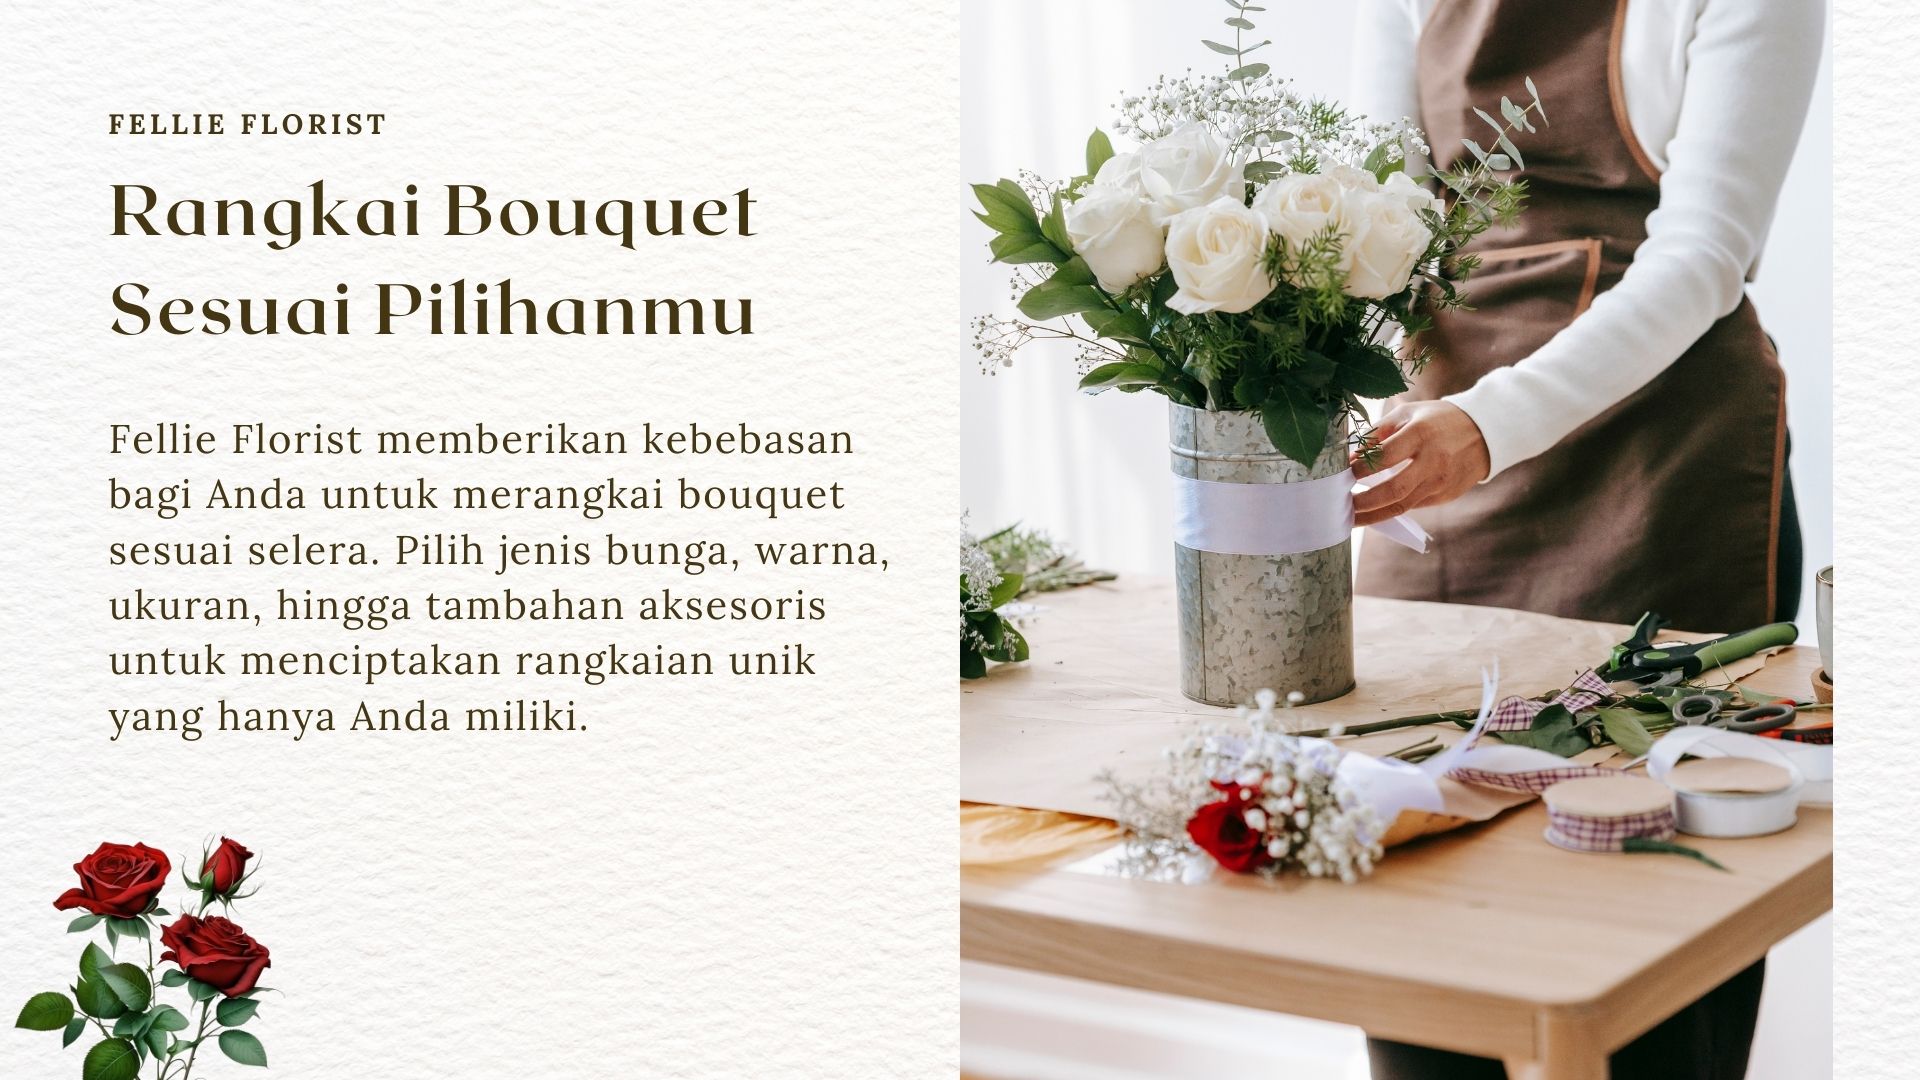 FELLIE FLORIST
Rangkai Bouquet
Sesuai Pilihanmu
Fellie Florist memberikan kebebasan
bagi Anda untuk merangkai bouquet
sesuai selera. Pilih jenis bunga, warna,
ukuran, hingga tambahan aksesoris
untuk menciptakan rangkaian unik
yang hanya Anda miliki.